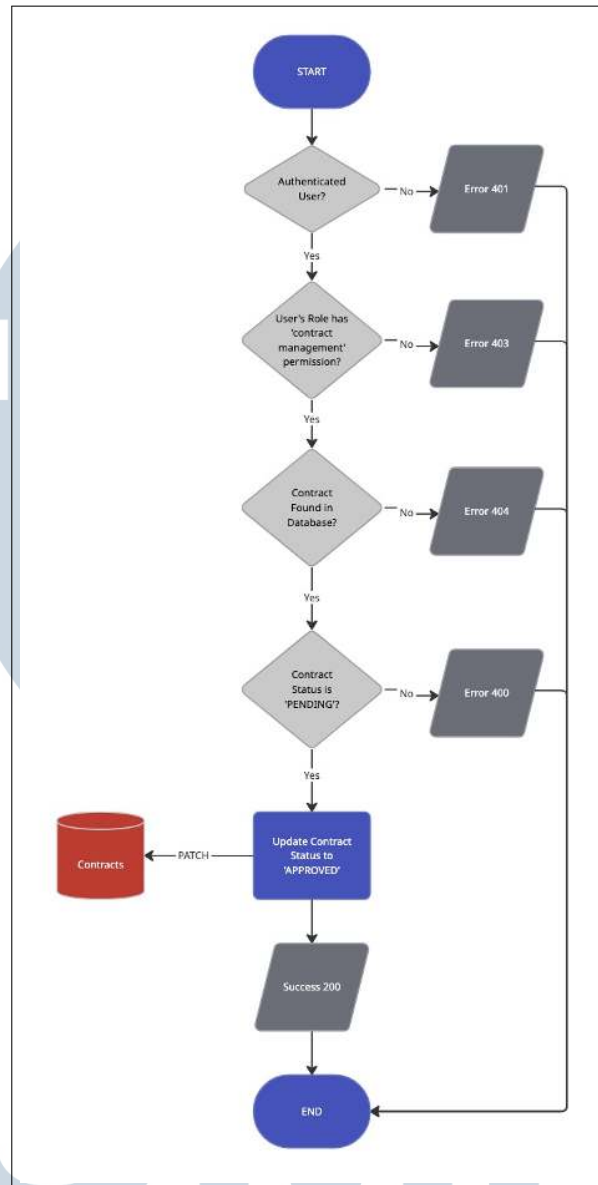 START
Authenticated
User?
No
Error 401
Yes
User's Role has
'contract
management'
permission?
No
Error 403
Yes
Contract
Found in
Database?
No
Error 404
Yes
Contract
Status is
'PENDING'?
No
Error 400
Yes
Update Contract
Status to
'APPROVED'
PATCH
Contracts
Success 200
END